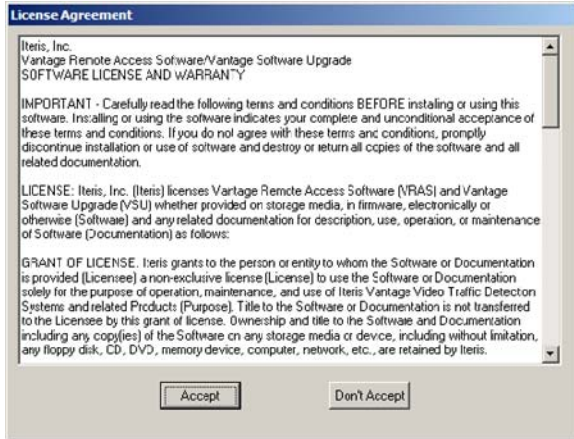 License Agreement
Iteris, Inc.
Vantage Remote Access Software/Vantage Software Upgrade
SOFTWARE LICENSE AND WARRANTY
IMPORTANT - Carefully read the following terms and conditions BEFORE installing or using this
software. Installing or using the software indicates your complete and unconditional acceptance of
these terms and conditions. If you do not agree with these terms and conditions, promptly
discontinue installation or use of software and destroy or return all copies of the software and all
related documentation.
LICENSE: Iteris, Inc. (Iteris) licenses Vantage Remote Access Software (VRAS) and Vantage
Software Upgrade (VSU) whether provided on storage media, in firmware, electronically or
otherwise (Software) and any related documentation for description, use, operation, or maintenance
of Software (Documentation) as follows:
GRANT OF LICENSE. Iteris grants to the person or entity to whom the Software or Documentation
is provided (Licensee) a non-exclusive license (License) to use the Software or Documentation
solely for the purpose of operation, maintenance, and use of Iteris Vantage Video Traffic Detection
Systems and related Products (Purpose). Title to the Software or Documentation is not transferred
to the Licensee by this grant of license. Ownership and title to the Software and Documentation
including any copy(ies) of the Software on any storage media or device, including without limitation,
any floppy disk, CD, DVD, memory device, computer, network, etc., are retained by Iteris.
Accept
Don't Accept